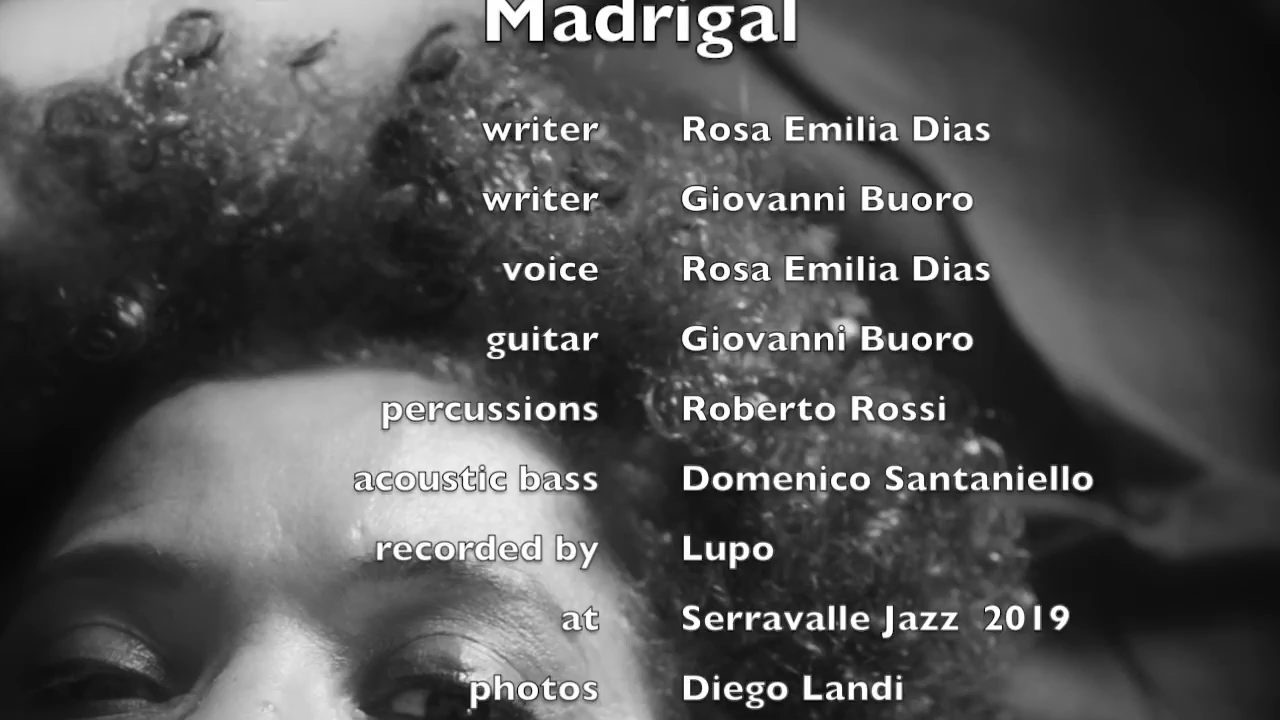 Madrigal
writer Rosa Emilia Dias
writer Giovanni Buoro
voice Rosa Emilia Dias
guitar Giovanni Buoro
percussions Roberto Rossi
acoustic bass Domenico Santaniello
recorded by Lupo
at Serravalle Jazz 2019
photos Diego Landi